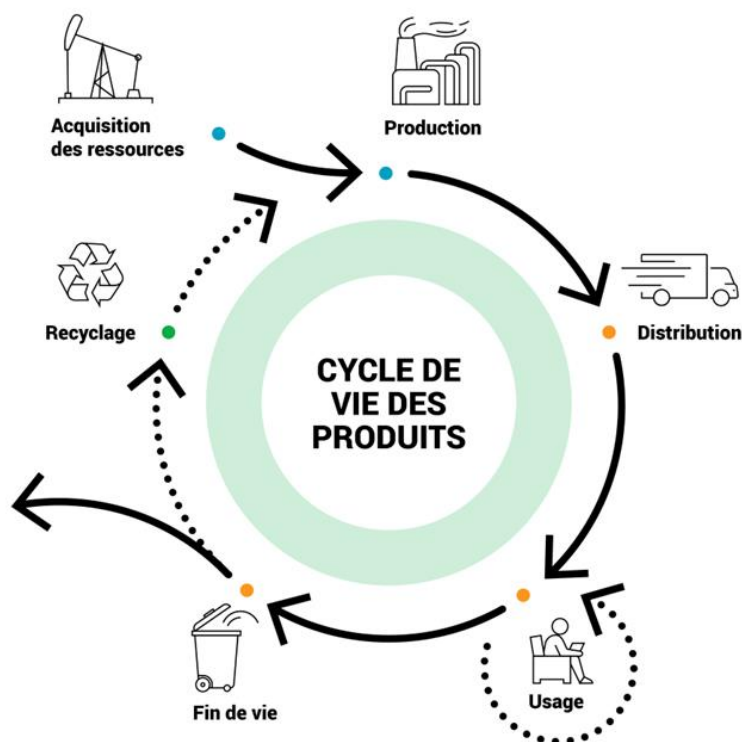 Acquisition
des ressources
Production
Recyclage
Distribution
CYCLE DE
VIE DES
PRODUITS
Usage
Fin de vie